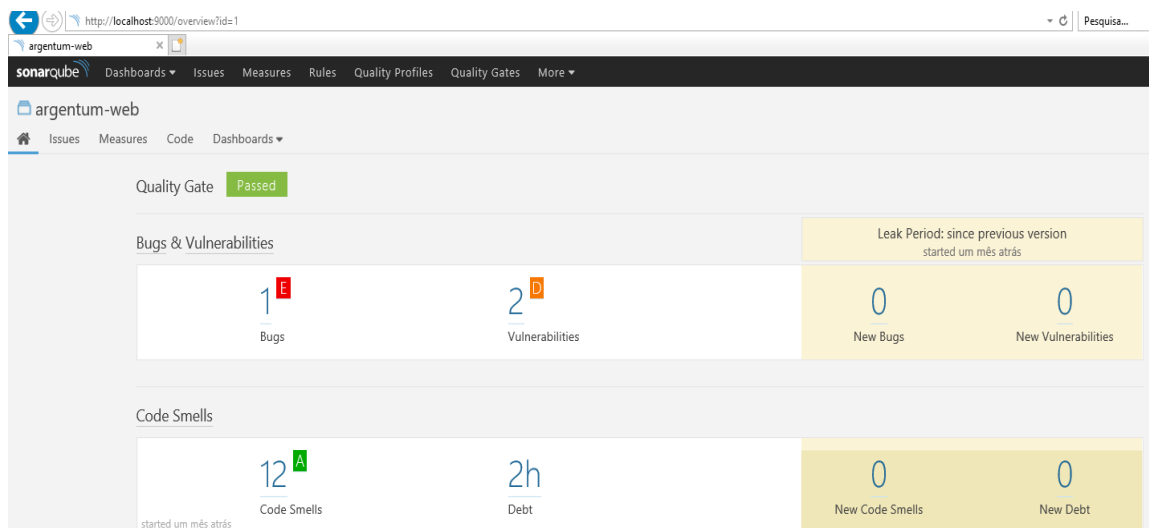 http://localhost:9000/overview?id=1
Pesquisa...
argentum-web
sonarqube Dashboards Issues Measures Rules Quality Profiles Quality Gates More
argentum-web
Issues Measures Code Dashboards
Quality Gate Passed
Leak Period: since previous version
started um mês atrás
Bugs & Vulnerabilities
1 E 2 D 0 0
Bugs Vulnerabilities New Bugs New Vulnerabilities
Code Smells
12 A 2h 0 0
Code Smells Debt New Code Smells New Debt
started um mês atrás